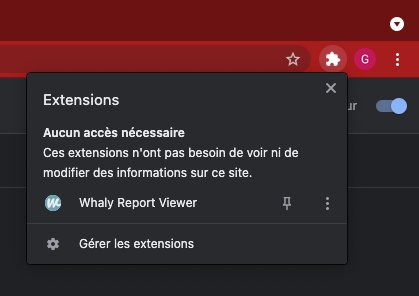 G
Extensions
ur
Aucun accès nécessaire
Ces extensions n'ont pas besoin de voir ni de
modifier des informations sur ce site.
Whaly Report Viewer
Gérer les extensions